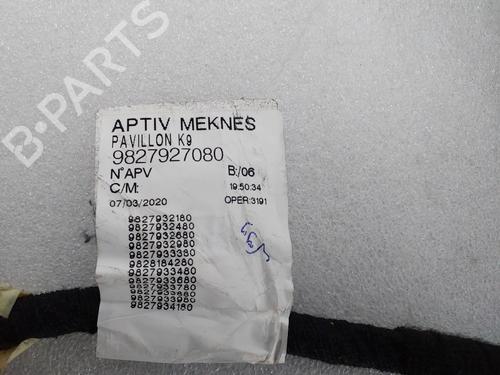 B-PARTS
APTIV MEKNES
PAVILLON K9
9827927080
N°APV B:/06
C/M: 19:50:34
07/03/2020 OPER:3191
9827932180
9827932480
9827932680
9827932980
9827933380
9828184280
9827933480
9827933680
9827933780
9827933980
9827934180